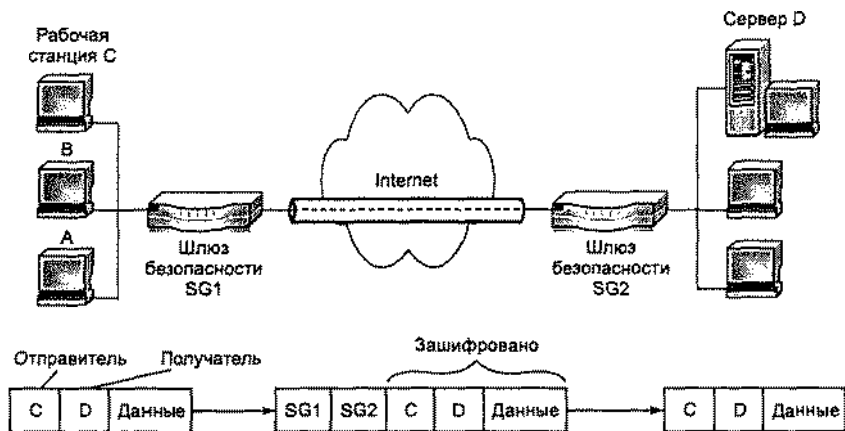 Рабочая
станция C
Сервер D
B
Internet
A
Шлюз
безопасности
SG1
Шлюз
безопасности
SG2
Отправитель
Получатель
Зашифровано
C D Данные
SG1 SG2 C D Данные
C D Данные